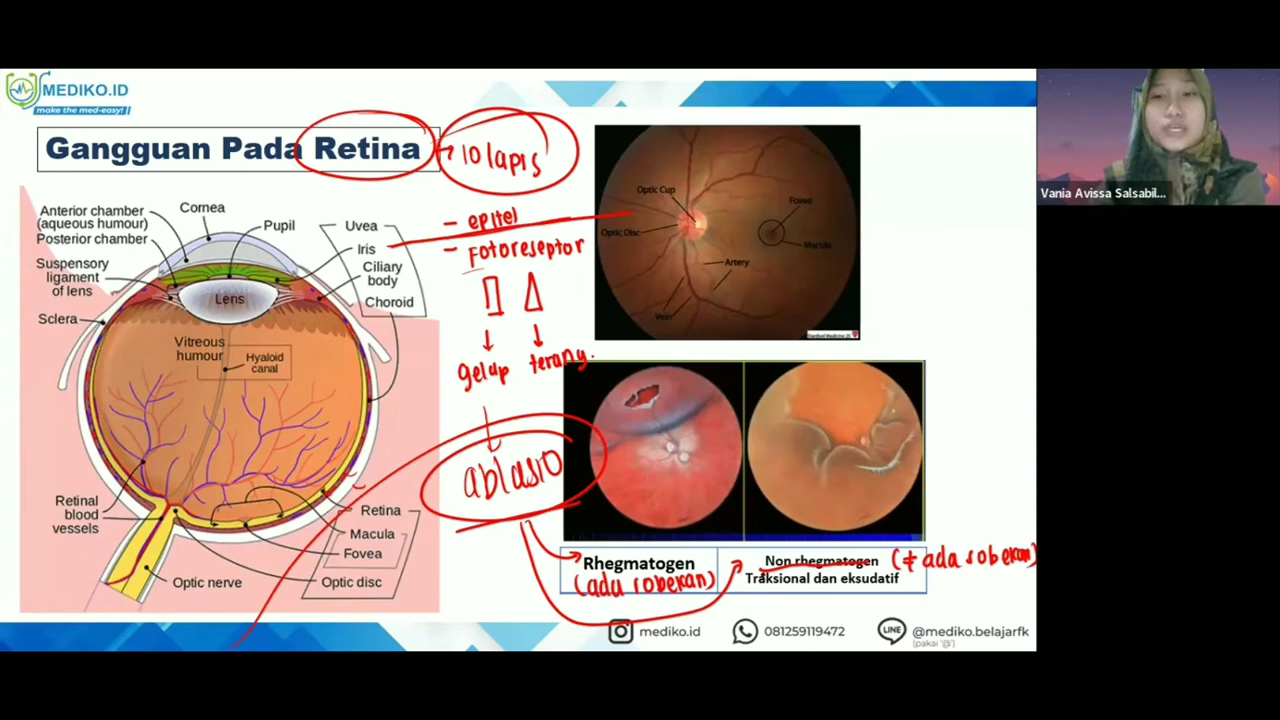 MEDIKO.ID
make the med-easy!
Gangguan Pada Retina
10 lapis
Anterior chamber
(aqueous humour)
Posterior chamber
Suspensory
ligament
of lens
Sclera
Cornea
Pupil
Uvea
Iris
Ciliary
body
Choroid
Lens
Vitreous
humour
Hyaloid
canal
Retinal
blood
vessels
Optic nerve
Retina
Macula
Fovea
Optic disc
- epitel
- Fotoreseptor
gelap
terang.
ablasio
Optic Cup
Optic Disc
Fovea
Macula
Artery
Vein
Rhegmatogen
(ada robekan)
Non rhegmatogen
(≠ ada robekan)
Traksional dan eksudatif
mediko.id
081259119472
LINE
@mediko.belajarfk
(pakai '@')
Vania Avissa Salsabil...